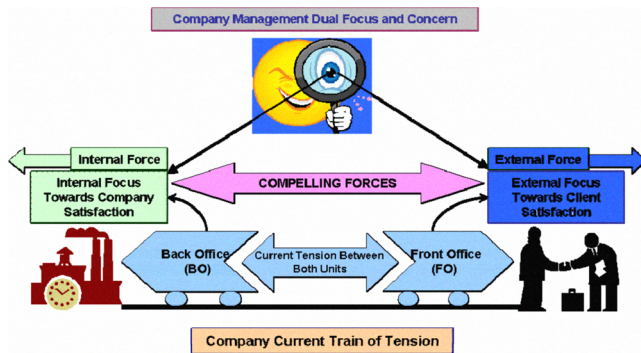 Company Management Dual Focus and Concern
Internal Force
External Force
Internal Focus
Towards Company
Satisfaction
COMPELLING FORCES
External Focus
Towards Client
Satisfaction
Back Office
(BO)
Current Tension Between
Both Units
Front Office
(FO)
Company Current Train of Tension